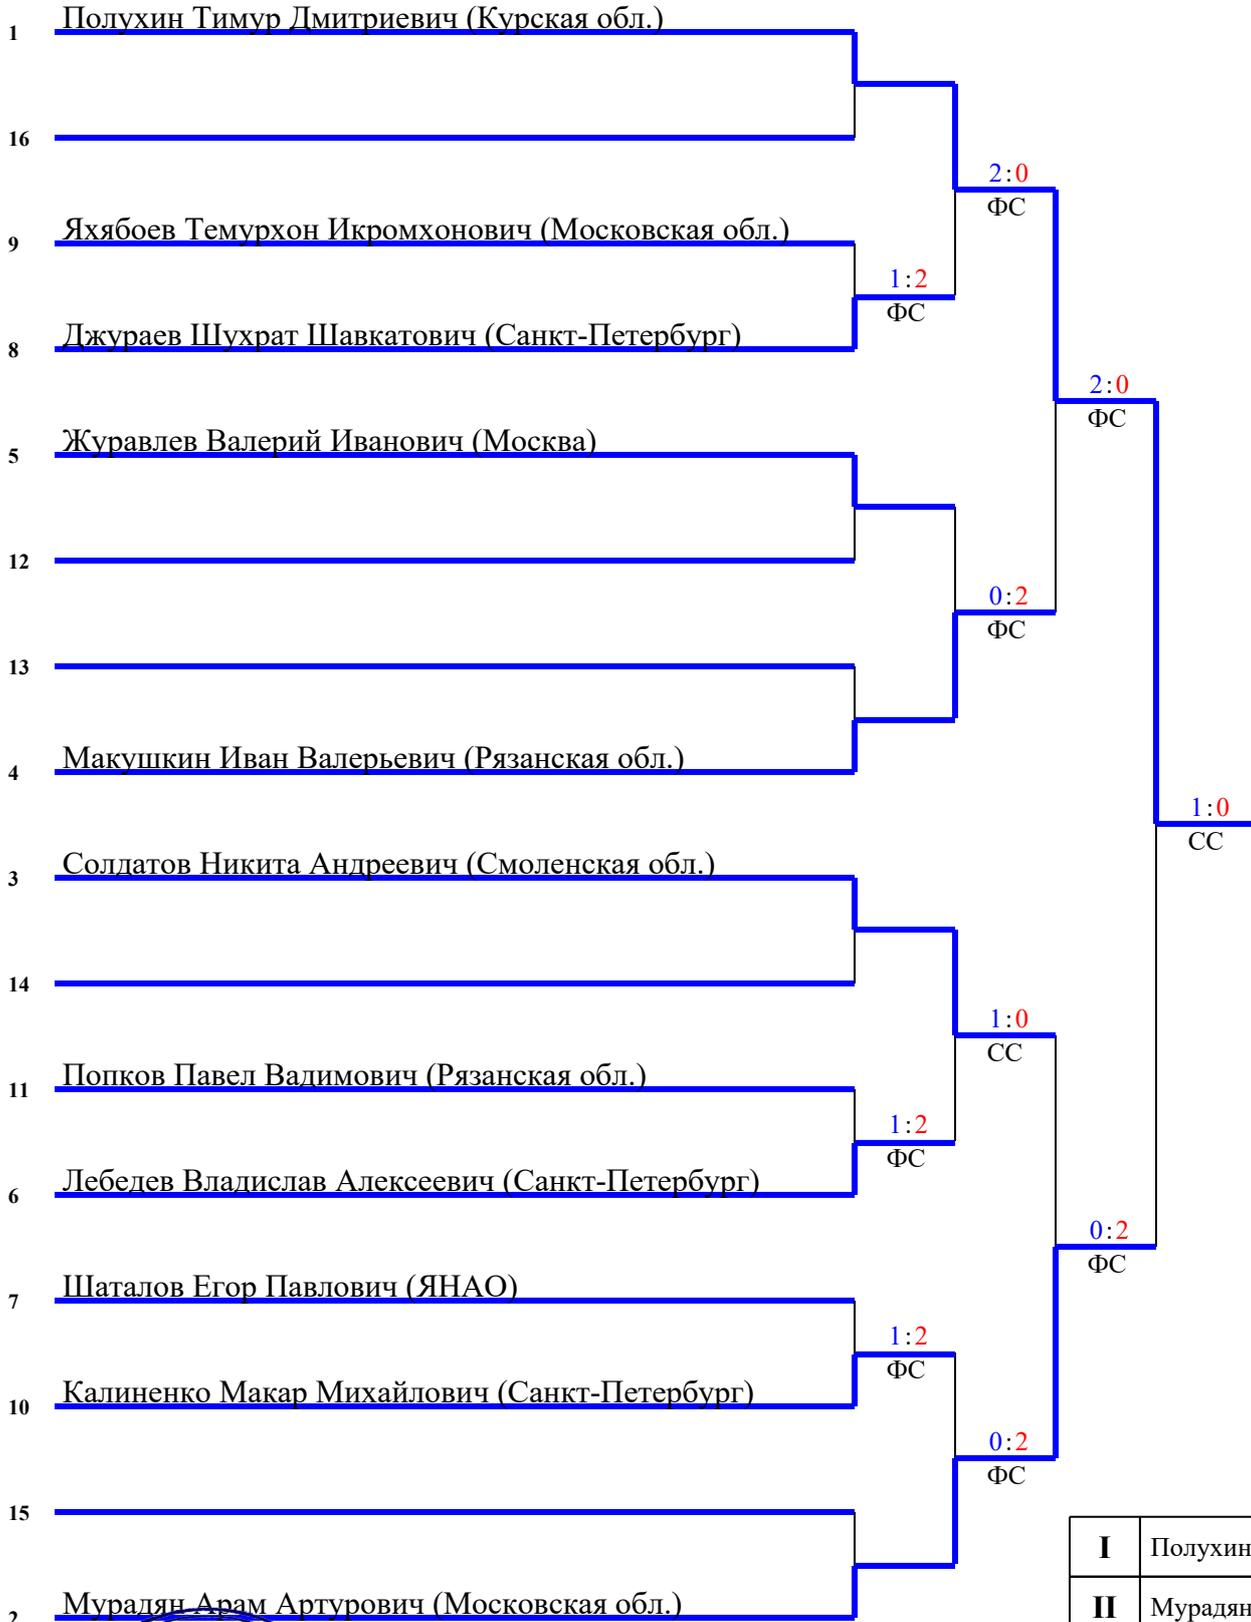 1 Полухин Тимур Дмитриевич (Курская обл.)
16
2:0
ФС
9 Яхябоев Темурхон Икромхонович (Московская обл.)
1:2
ФС
8 Джураев Шухрат Шавкатович (Санкт-Петербург)
2:0
ФС
5 Журавлев Валерий Иванович (Москва)
12
0:2
ФС
13
4 Макушкин Иван Валерьевич (Рязанская обл.)
1:0
СС
3 Солдатов Никита Андреевич (Смоленская обл.)
14
1:0
СС
11 Попков Павел Вадимович (Рязанская обл.)
1:2
ФС
6 Лебедев Владислав Алексеевич (Санкт-Петербург)
0:2
ФС
7 Шаталов Егор Павлович (ЯНАО)
1:2
ФС
10 Калиненко Макар Михайлович (Санкт-Петербург)
0:2
ФС
15
I Полухин
2 Мурадян Арам Артурович (Московская обл.)
II Мурадян